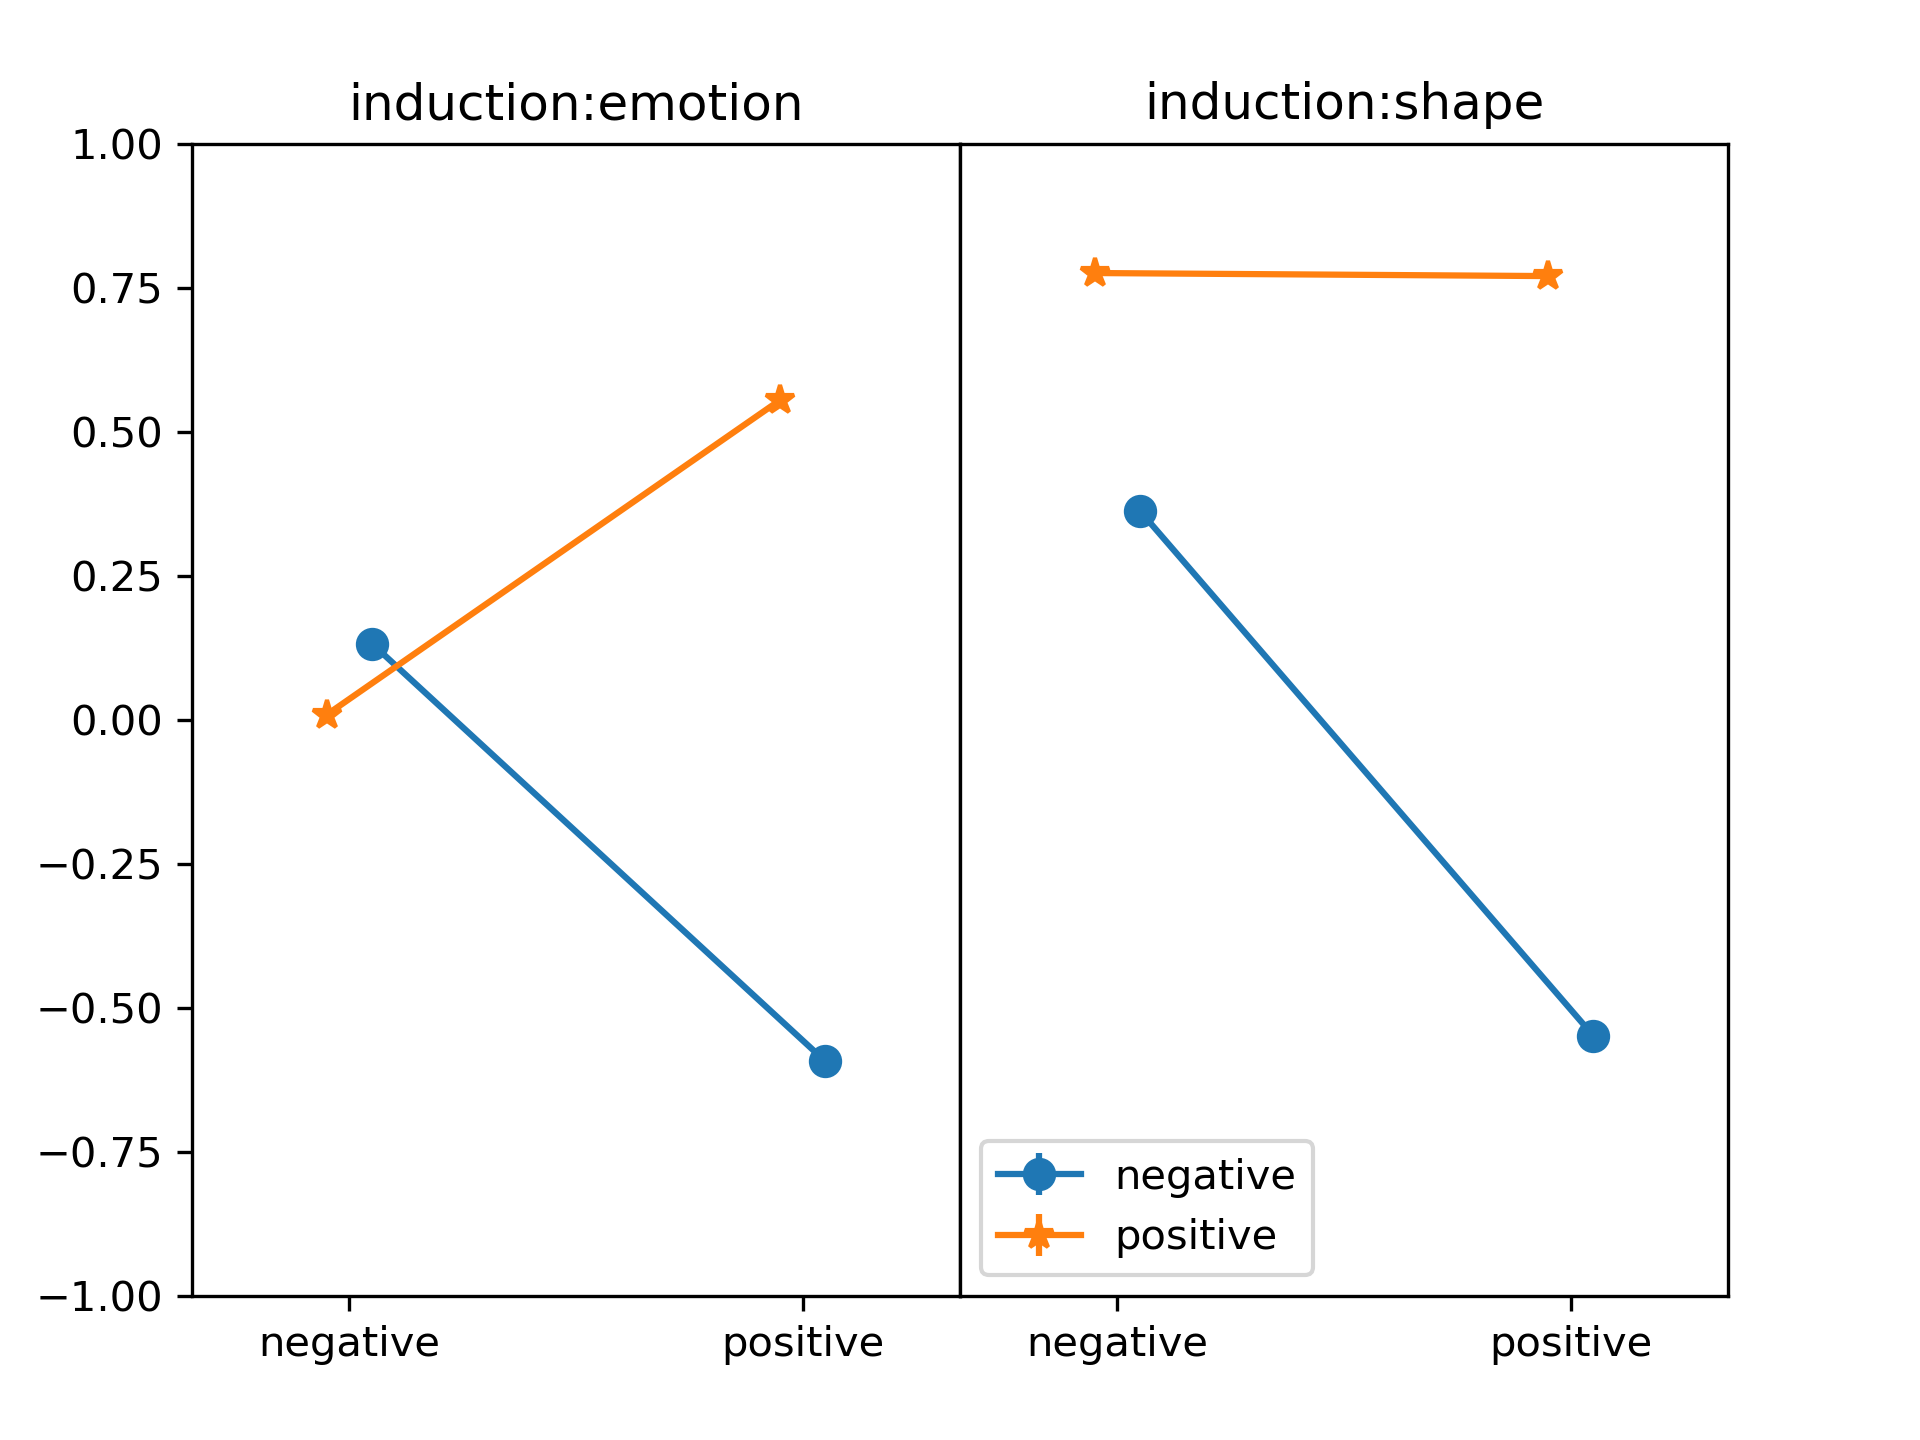 induction:emotion
induction:shape
1.00
0.75
0.50
0.25
0.00
−0.25
−0.50
−0.75
−1.00
negative
positive
negative
positive
negative
positive